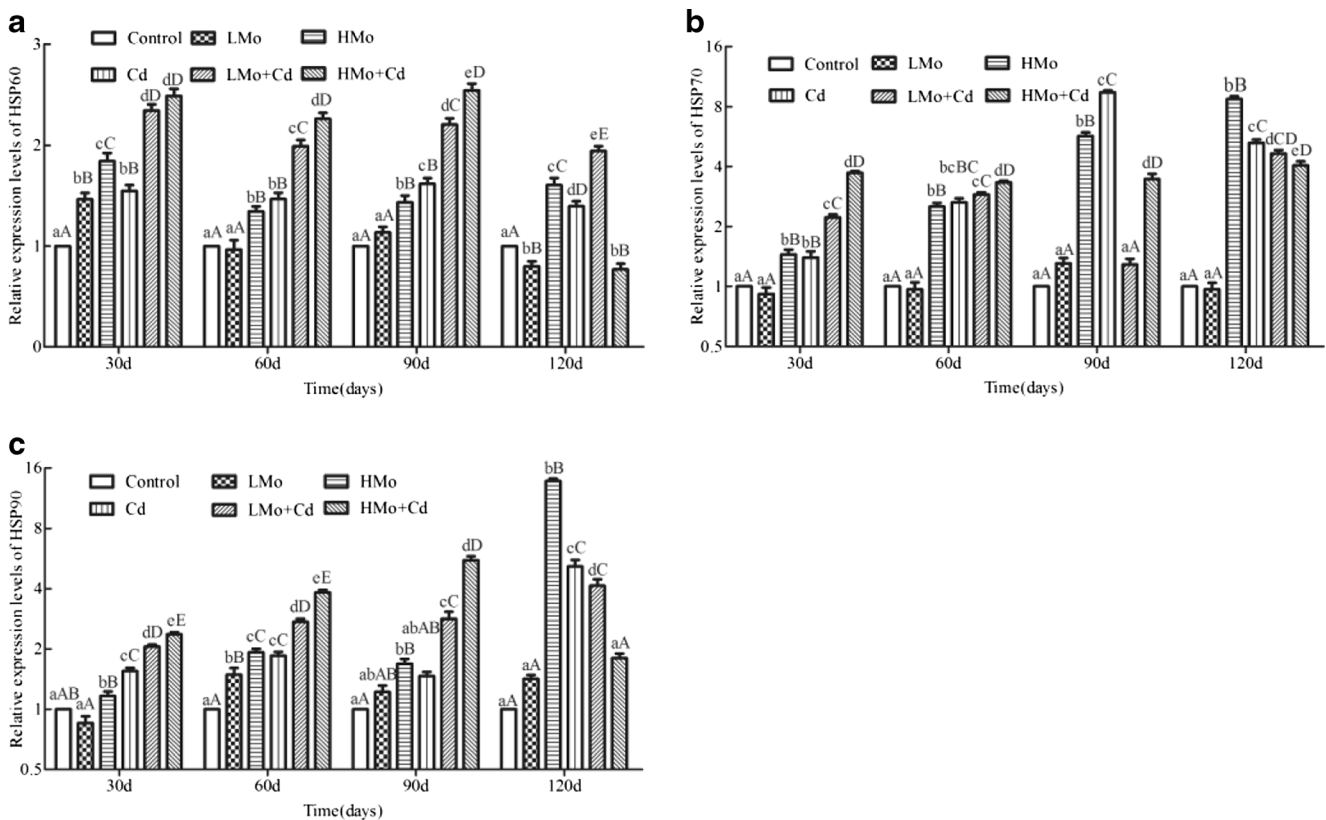 a
Control LMo HMo
Cd LMo+Cd HMo+Cd
Relative expression levels of HSP60
3
2
1
0
aA bB cC bB dD dD
aA aA bB bB cC dD
aA aA bB cB dC eD
aA bB cC dD eE bB
30d 60d 90d 120d
Time(days)
b
Control LMo HMo
Cd LMo+Cd HMo+Cd
Relative expression levels of HSP70
16
8
4
2
1
0.5
aA aA bB bB cC dD
aA aA bB bcBC cC dD
aA aA bB cC aA dD
aA aA bB cC dCD eD
30d 60d 90d 120d
Time(days)
c
Control LMo HMo
Cd LMo+Cd HMo+Cd
Relative expression levels of HSP90
16
8
4
2
1
0.5
aAB aA bB cC dD eE
aA bB cC cC dD eE
aA abAB bB abAB cC dD
aA aA bB cC dC aA
30d 60d 90d 120d
Time(days)